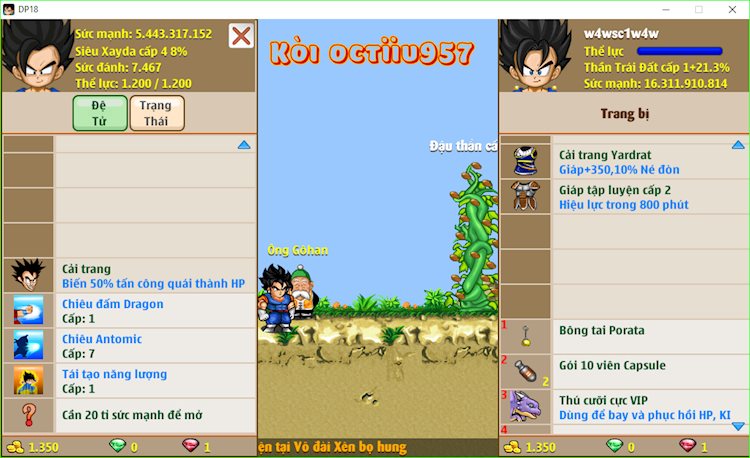 DP18
Sức mạnh: 5.443.317.152
Siêu Xayda cấp 4 8%
Sức đánh: 7.467
Thể lực: 1.200 / 1.200
Đệ
Tử
Trạng
Thái
Cải trang
Biến 50% tấn công quái thành HP
Chiêu đấm Dragon
Cấp: 1
Chiêu Antomic
Cấp: 7
Tái tạo năng lượng
Cấp: 1
Cần 20 tỉ sức mạnh để mở
1.350
0
1
Kòi octiiu957
Đậu thần cấ
Ông Gôhan
ện tại Võ đài Xên bọ hung
w4wsc1w4w
Thể lực
Thần Trái Đất cấp 1+21.3%
Sức mạnh: 16.311.910.814
Trang bị
Cải trang Yardrat
Giáp+350,10% Né đòn
Giáp tập luyện cấp 2
Hiệu lực trong 800 phút
1
Bông tai Porata
2
Gói 10 viên Capsule
2
3
Thú cưỡi cực VIP
Dùng để bay và phục hồi HP, KI
4
1.350
0
1